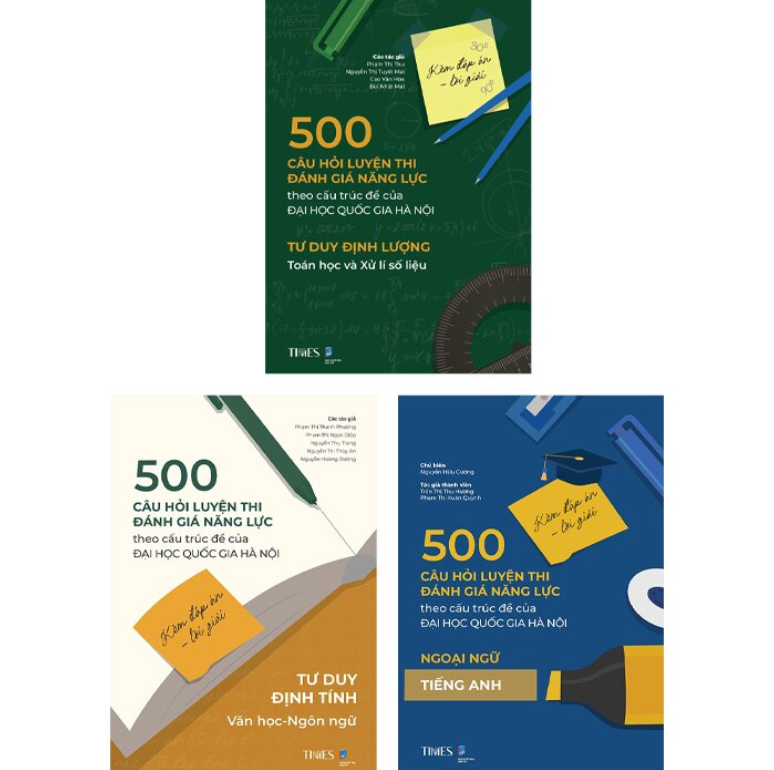 Các tác giả
Phạm Thị Thu
Nguyễn Thị Tuyết Mai
Cao Văn Hòa
Bùi Nhật Mai
Kèm đáp án
– lời giải
500
CÂU HỎI LUYỆN THI
ĐÁNH GIÁ NĂNG LỰC
theo cấu trúc đề của
ĐẠI HỌC QUỐC GIA HÀ NỘI
TƯ DUY ĐỊNH LƯỢNG
Toán học và Xử lí số liệu
TIMES
Các tác giả
Phạm Thị Thanh Phượng
Phạm Thị Ngọc Diệp
Nguyễn Thu Trang
Nguyễn Thị Thúy An
Nguyễn Hoàng Dương
500
CÂU HỎI LUYỆN THI
ĐÁNH GIÁ NĂNG LỰC
theo cấu trúc đề của
ĐẠI HỌC QUỐC GIA HÀ NỘI
Kèm đáp án
– lời giải
TƯ DUY
ĐỊNH TÍNH
Văn học-Ngôn ngữ
TIMES
Chủ biên
Nguyễn Hữu Cương
Tác giả thành viên
Trần Thị Thu Hương
Phạm Thị Xuân Quỳnh
Kèm đáp án
– lời giải
500
CÂU HỎI LUYỆN THI
ĐÁNH GIÁ NĂNG LỰC
theo cấu trúc đề của
ĐẠI HỌC QUỐC GIA HÀ NỘI
NGOẠI NGỮ
TIẾNG ANH
TIMES